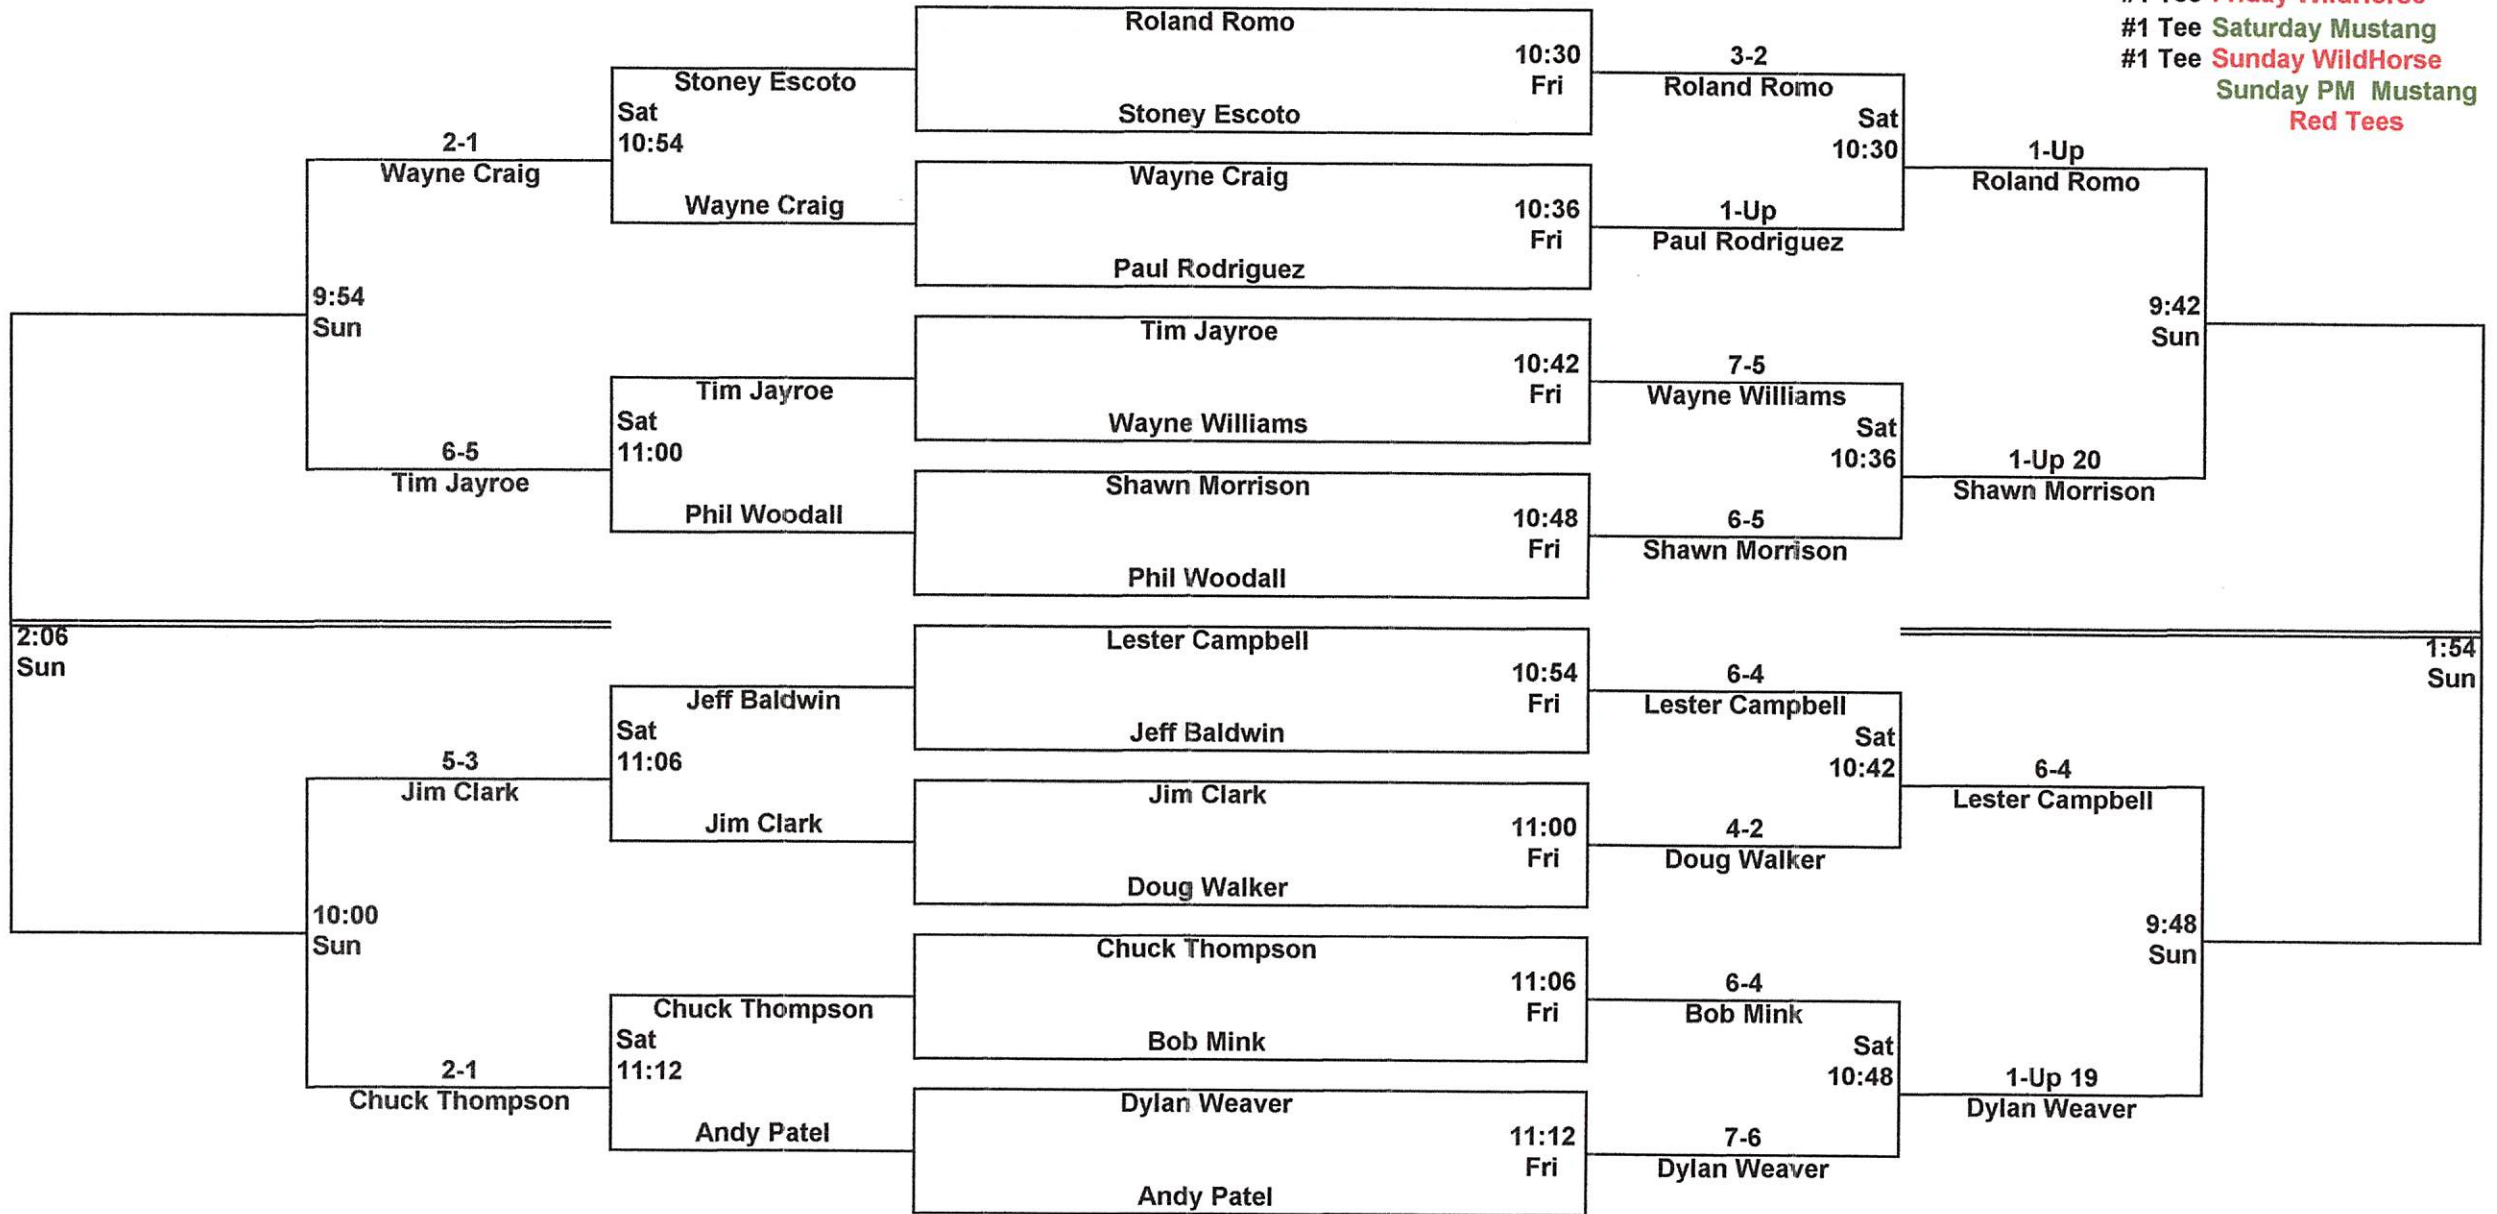 #1 Tee Friday WildHorse
#1 Tee Saturday Mustang
#1 Tee Sunday WildHorse
Sunday PM Mustang
Red Tees
2:06
Sun
2-1
Wayne Craig
9:54
Sun
6-5
Tim Jayroe
5-3
Jim Clark
10:00
Sun
2-1
Chuck Thompson
Stoney Escoto
Sat
10:54
Wayne Craig
Tim Jayroe
Sat
11:00
Phil Woodall
Jeff Baldwin
Sat
11:06
Jim Clark
Chuck Thompson
Sat
11:12
Andy Patel
Roland Romo
10:30
Fri
Stoney Escoto
Wayne Craig
10:36
Fri
Paul Rodriguez
Tim Jayroe
10:42
Fri
Wayne Williams
Shawn Morrison
10:48
Fri
Phil Woodall
Lester Campbell
10:54
Fri
Jeff Baldwin
Jim Clark
11:00
Fri
Doug Walker
Chuck Thompson
11:06
Fri
Bob Mink
Dylan Weaver
11:12
Fri
Andy Patel
3-2
Roland Romo
Sat
10:30
1-Up
Paul Rodriguez
7-5
Wayne Williams
Sat
10:36
6-5
Shawn Morrison
6-4
Lester Campbell
Sat
10:42
4-2
Doug Walker
6-4
Bob Mink
Sat
10:48
7-6
Dylan Weaver
1-Up
Roland Romo
9:42
Sun
1-Up 20
Shawn Morrison
6-4
Lester Campbell
9:48
Sun
1-Up 19
Dylan Weaver
1:54
Sun